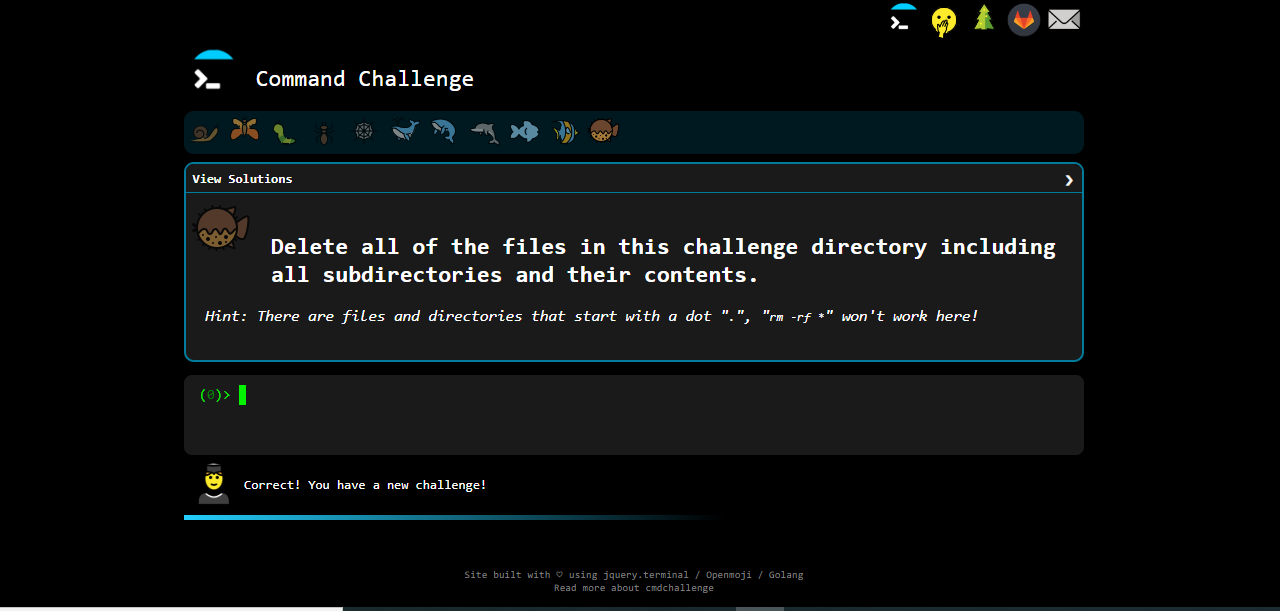 Command Challenge
View Solutions
Delete all of the files in this challenge directory including
all subdirectories and their contents.
Hint: There are files and directories that start with a dot ".", "rm -rf *" won't work here!
(0)>
Correct! You have a new challenge!
Site built with ♡ using jquery.terminal / Openmoji / Golang
Read more about cmdchallenge